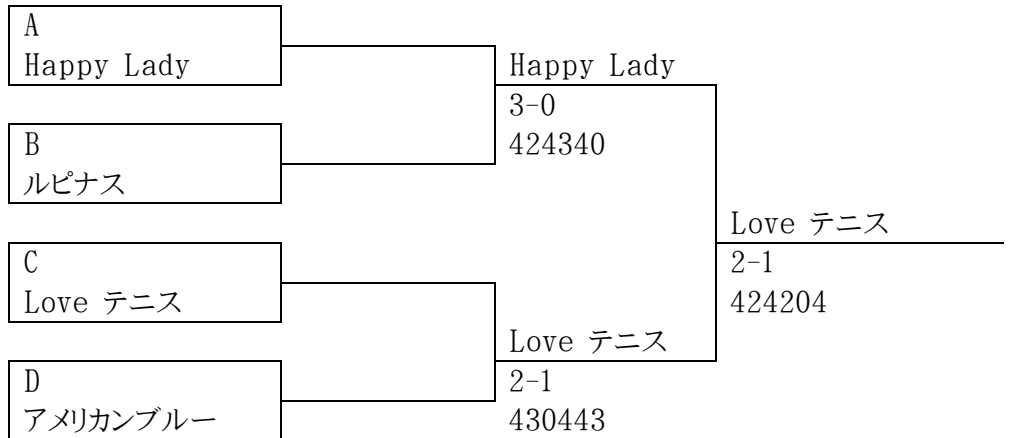 A
Happy Lady
Happy Lady
3-0
B
424340
ルピナス
Love テニス
C
2-1
Love テニス
424204
Love テニス
D
2-1
アメリカンブルー
430443